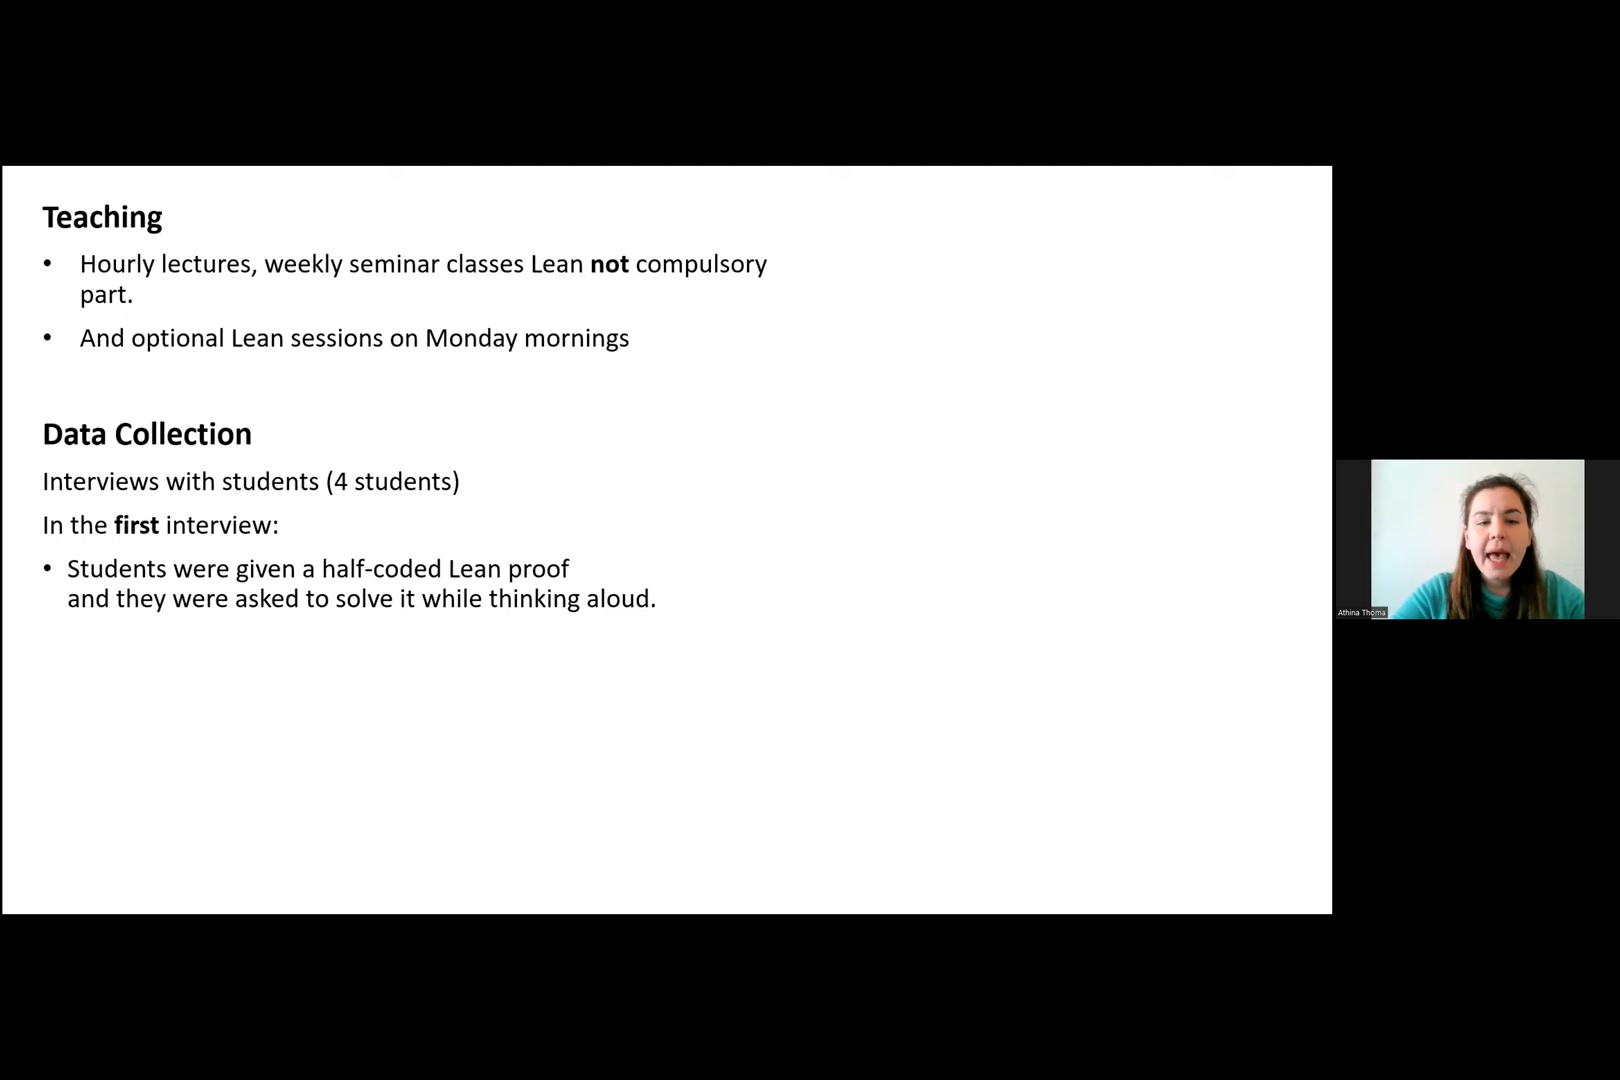 Teaching
• Hourly lectures, weekly seminar classes Lean not compulsory
part.
• And optional Lean sessions on Monday mornings
Data Collection
Interviews with students (4 students)
In the first interview:
• Students were given a half-coded Lean proof
and they were asked to solve it while thinking aloud.
Athina Thoma